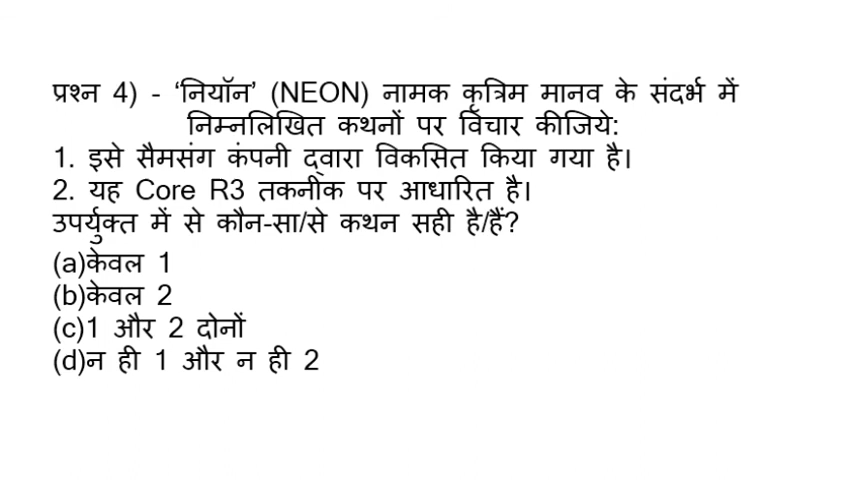 प्रश्न 4) - ‘नियॉन’ (NEON) नामक कृत्रिम मानव के संदर्भ में
निम्नलिखित कथनों पर विचार कीजिये:
1. इसे सैमसंग कंपनी द्वारा विकसित किया गया है।
2. यह Core R3 तकनीक पर आधारित है।
उपर्युक्त में से कौन-सा/से कथन सही है/हैं?
(a)केवल 1
(b)केवल 2
(c)1 और 2 दोनों
(d)न ही 1 और न ही 2